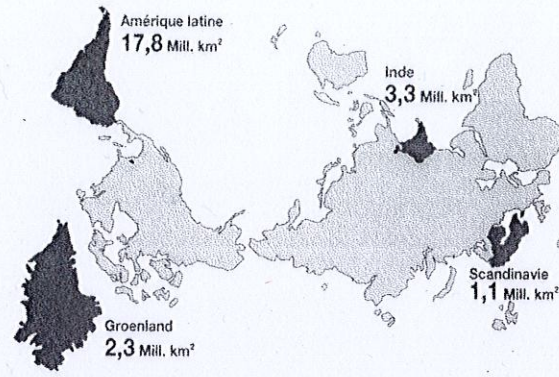 Amérique latine
17,8 Mill. km²
Inde
3,3 Mill. km²
Scandinavie
1,1 Mill. km²
Groenland
2,3 Mill. km²